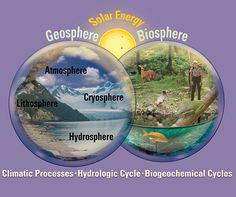 Solar Energy
Geosphere
Biosphere
Atmosphere
Lithosphere
Cryosphere
Hydrosphere
Climatic Processes•Hydrologic Cycle•Biogeochemical Cycles